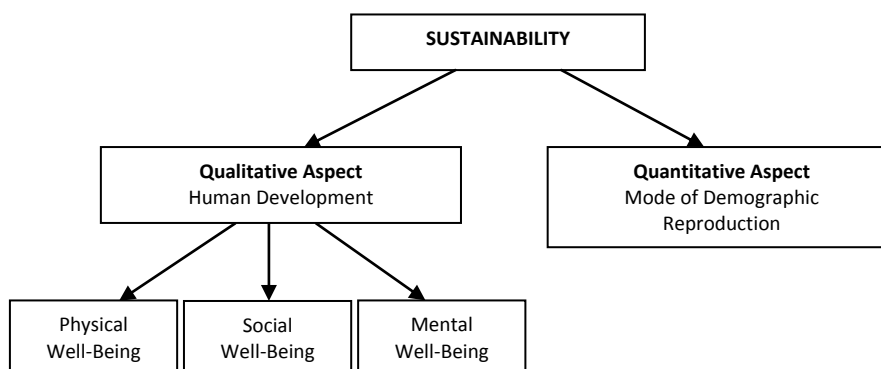 SUSTAINABILITY
Qualitative Aspect
Human Development
Quantitative Aspect
Mode of Demographic
Reproduction
Physical
Well-Being
Social
Well-Being
Mental
Well-Being